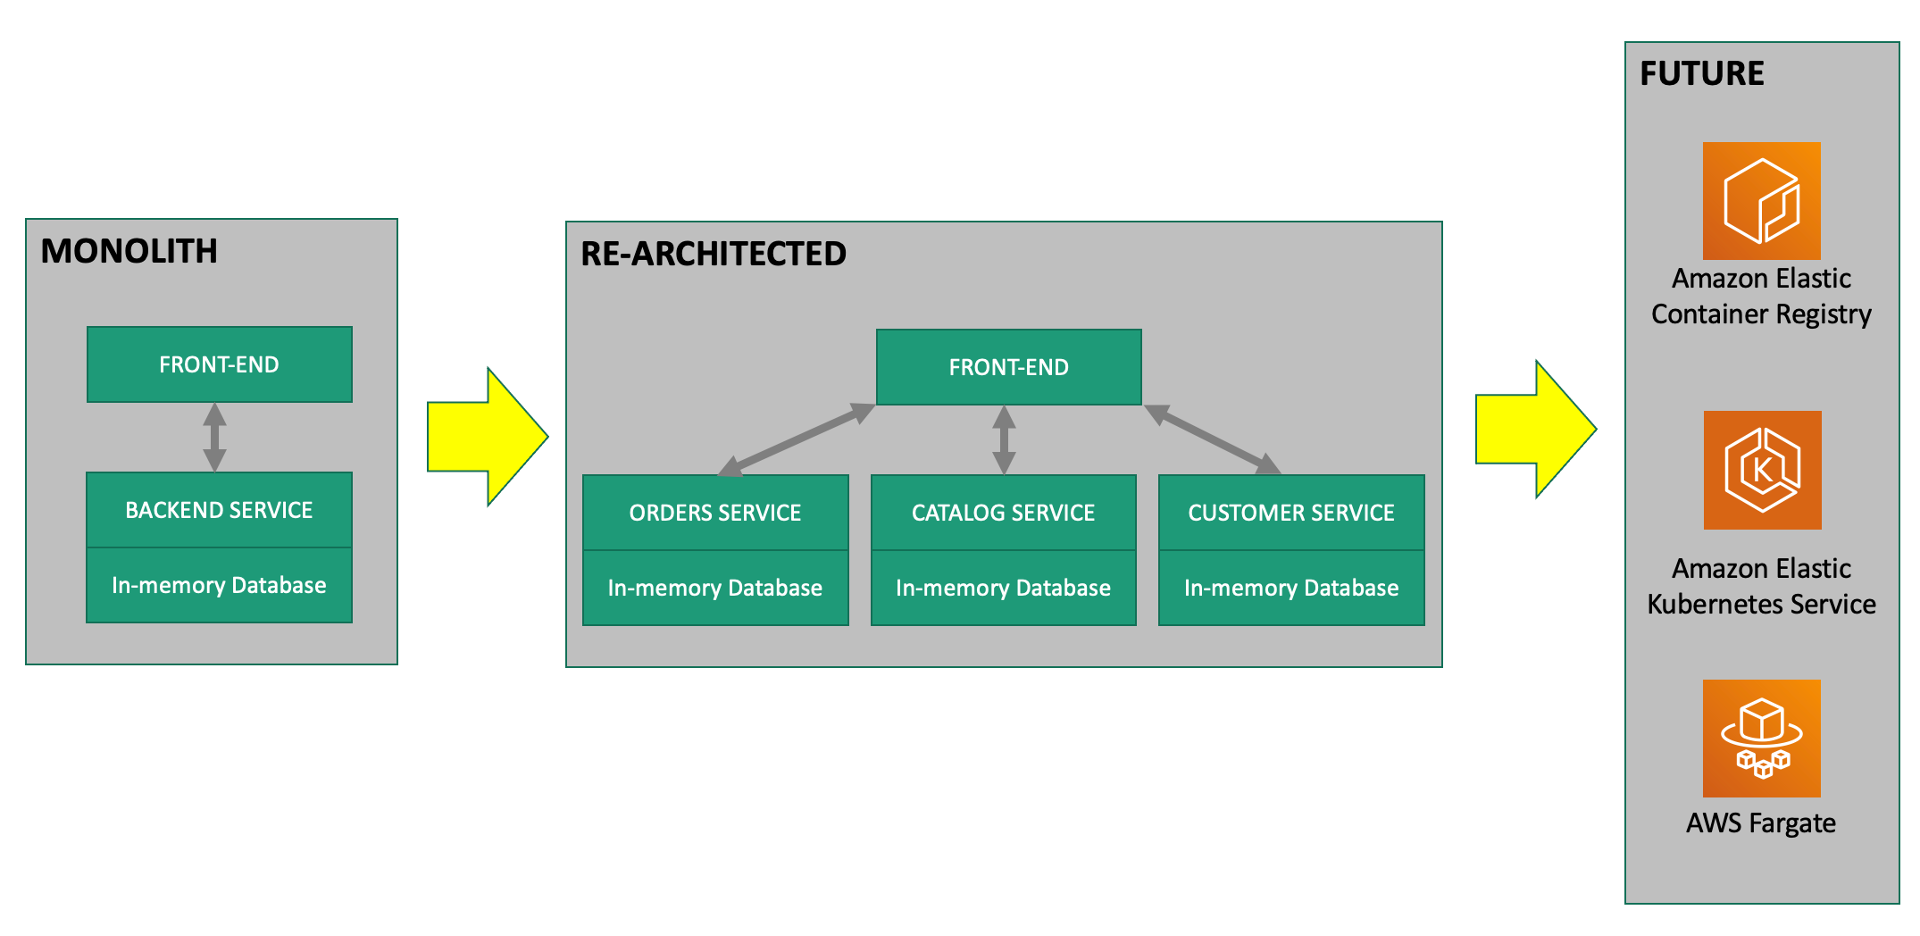 MONOLITH
FRONT-END
BACKEND SERVICE
In-memory Database
RE-ARCHITECTED
FRONT-END
ORDERS SERVICE
In-memory Database
CATALOG SERVICE
In-memory Database
CUSTOMER SERVICE
In-memory Database
FUTURE
Amazon Elastic
Container Registry
K
Amazon Elastic
Kubernetes Service
AWS Fargate